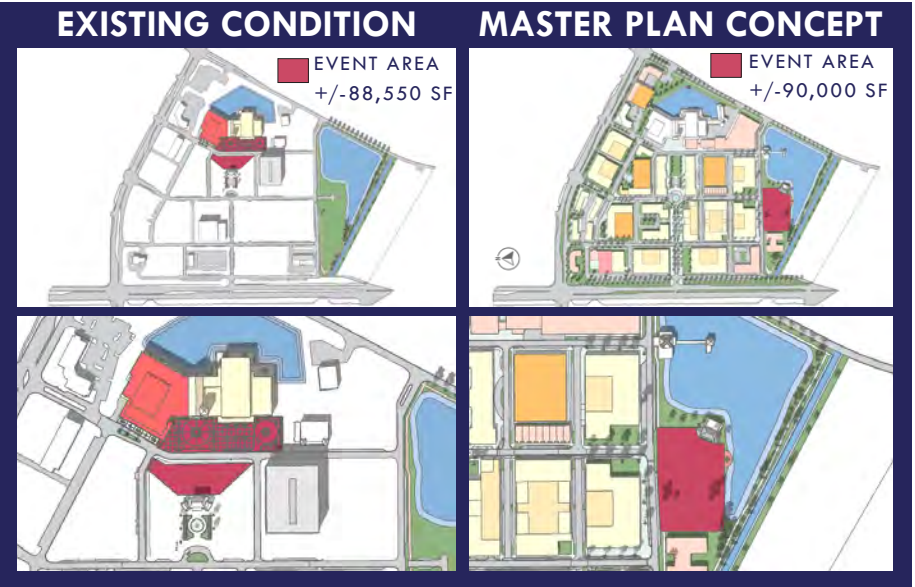 EXISTING CONDITION
EVENT AREA
+/-88,550 SF
MASTER PLAN CONCEPT
EVENT AREA
+/-90,000 SF